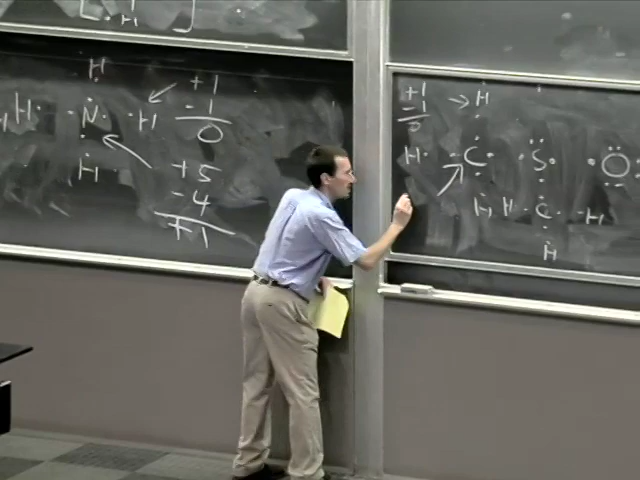 H
H
+1
- 1
0
H · N · H
H
+5
- 4
+1
+1
- 1
0
H
H · C · S · O
H · C · H
H